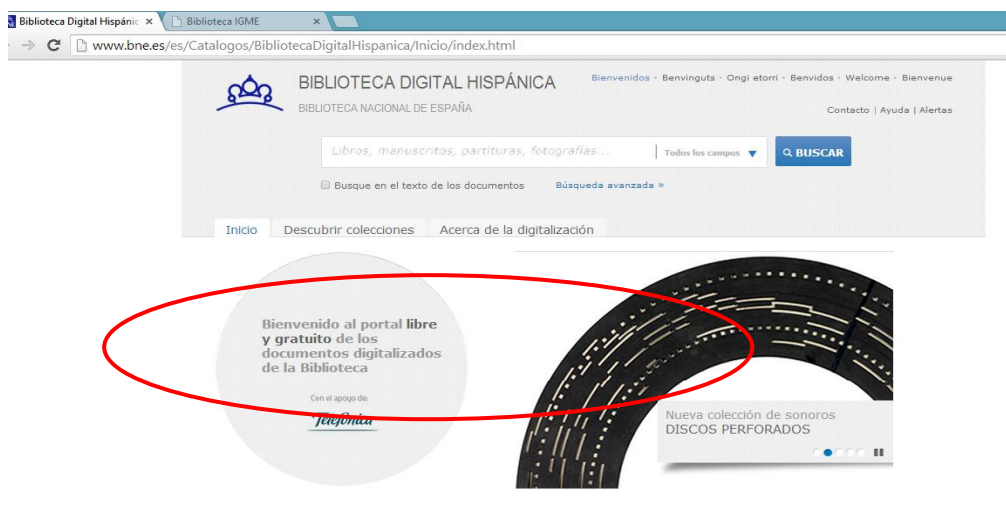 Biblioteca Digital Hispánic
Biblioteca IGME
www.bne.es/es/Catalogos/BibliotecaDigitalHispanica/Inicio/index.html
BIBLIOTECA DIGITAL HISPÁNICA
Bienvenidos - Benvinguts - Ongi etorri - Benvidos - Welcome - Bienvenue
BIBLIOTECA NACIONAL DE ESPAÑA
Contacto | Ayuda | Alertas
Libros, manuscritos, partituras, fotografías...
Todos los campos
BUSCAR
Busque en el texto de los documentos
Búsqueda avanzada »
Inicio Descubrir colecciones Acerca de la digitalización
Bienvenido al portal libre
y gratuito de los
documentos digitalizados
de la Biblioteca
Con el apoyo de:
Telefónica
Nueva colección de sonoros
DISCOS PERFORADOS